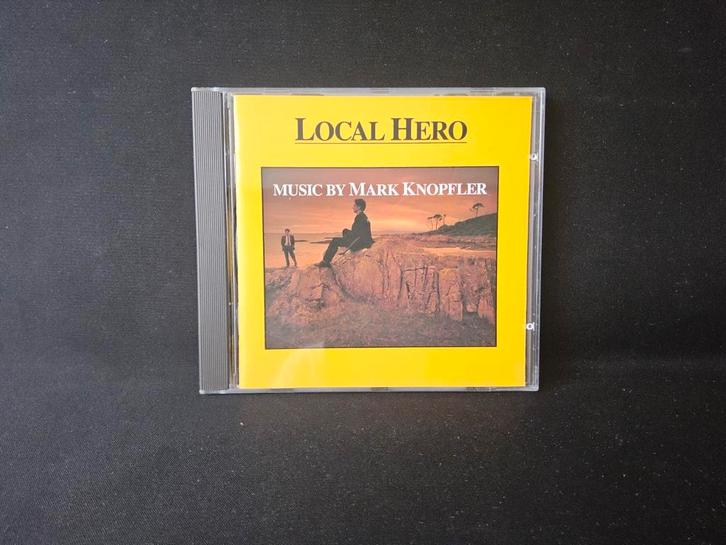 LOCAL HERO
MUSIC BY MARK KNOPFLER